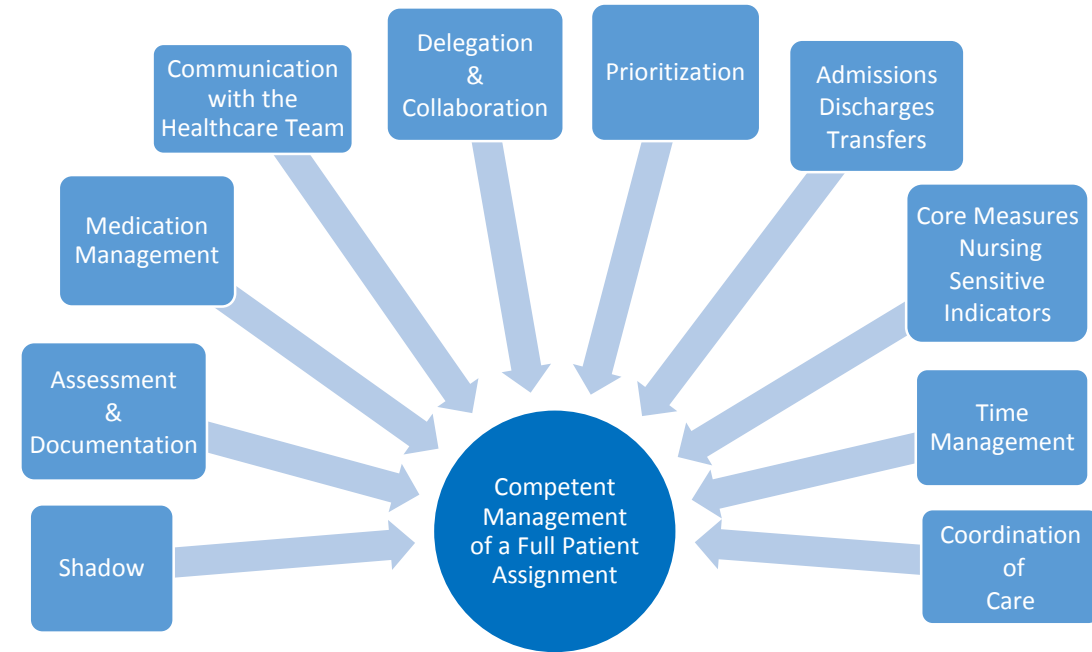 Delegation
&
Collaboration
Prioritization
Communication
with the
Healthcare Team
Admissions
Discharges
Transfers
Medication
Management
Core Measures
Nursing
Sensitive
Indicators
Assessment
&
Documentation
Time
Management
Competent
Management
of a Full Patient
Assignment
Shadow
Coordination
of
Care